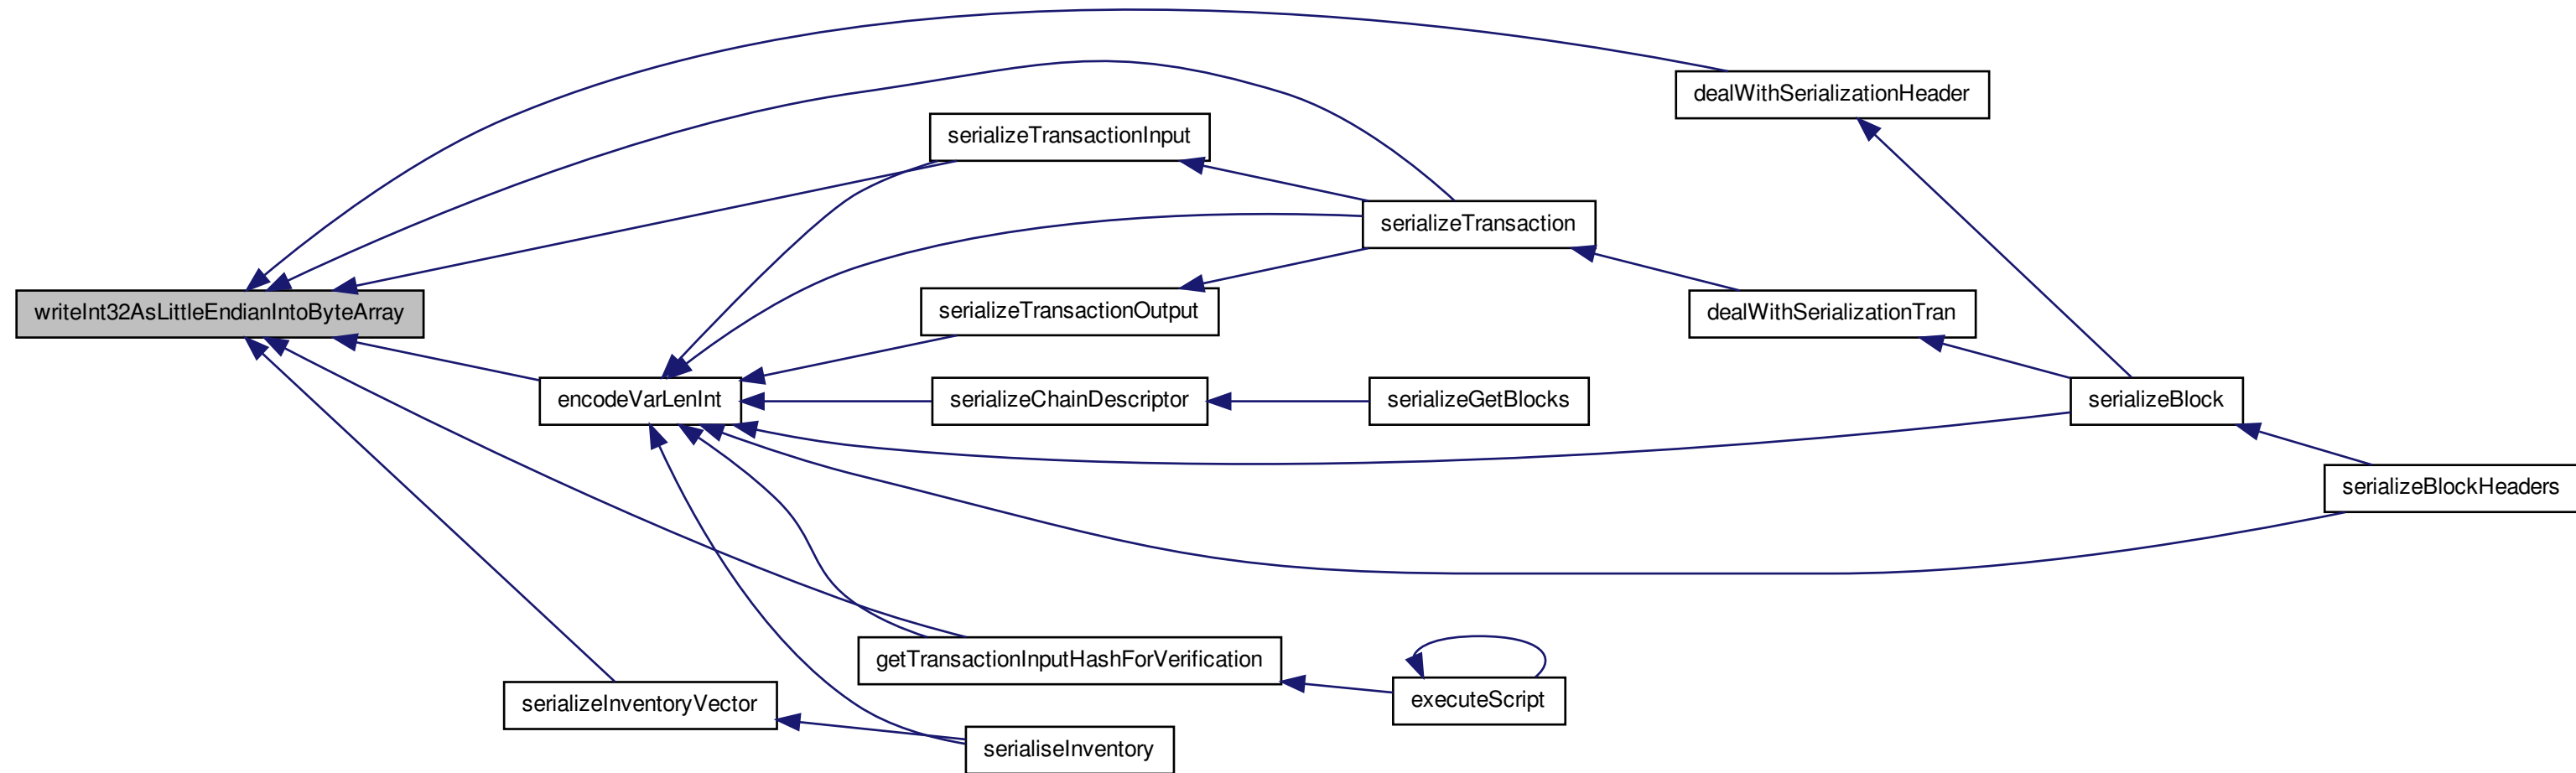 dealWithSerializationHeader
serializeTransactionInput
serializeTransaction
writeInt32AsLittleEndianIntoByteArray
serializeTransactionOutput
dealWithSerializationTran
encodeVarLenInt
serializeChainDescriptor
serializeGetBlocks
serializeBlock
serializeBlockHeaders
getTransactionInputHashForVerification
executeScript
serializeInventoryVector
serialiseInventory